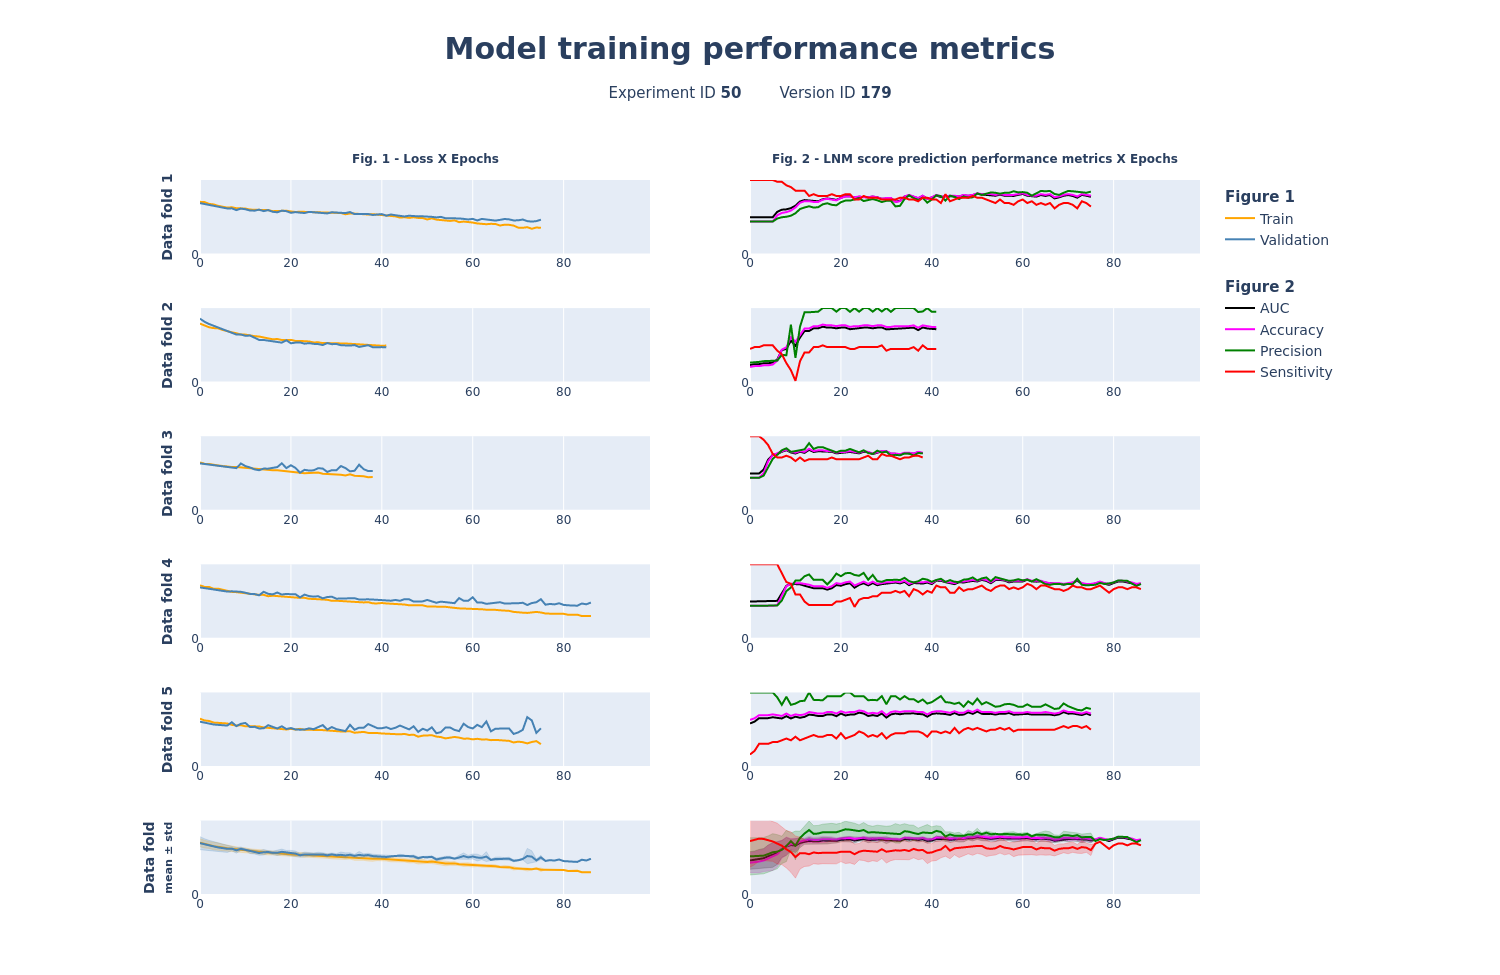 Model training performance metrics
Experiment ID 50 Version ID 179
Fig. 1 - Loss X Epochs
Fig. 2 - LNM score prediction performance metrics X Epochs
Data fold 1
0
0 20 40 60 80
0
0 20 40 60 80
Figure 1
Train
Validation
Figure 2
AUC
Accuracy
Precision
Sensitivity
Data fold 2
0
0 20 40 60 80
0
0 20 40 60 80
Data fold 3
0
0 20 40 60 80
0
0 20 40 60 80
Data fold 4
0
0 20 40 60 80
0
0 20 40 60 80
Data fold 5
0
0 20 40 60 80
0
0 20 40 60 80
Data fold
mean ± std
0
0 20 40 60 80
0
0 20 40 60 80